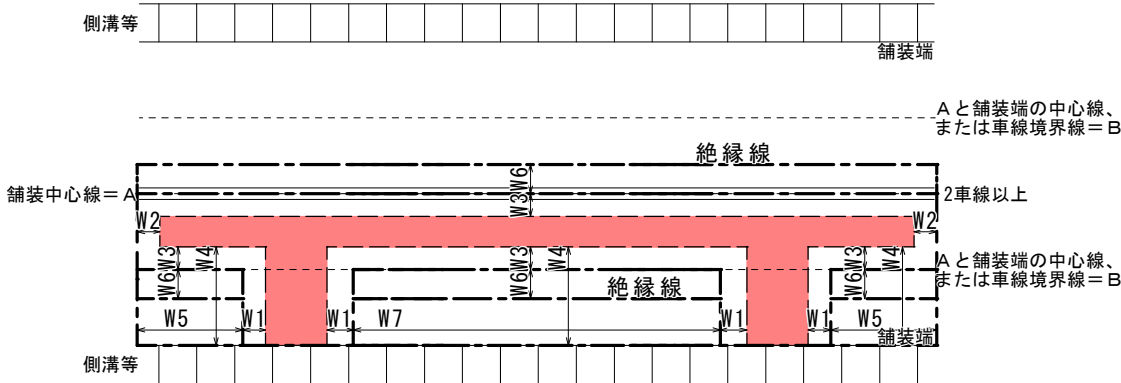 側溝等
舗装端
Aと舗装端の中心線、
または車線境界線=B
絶縁線
W6
舗装中心線=A
W3
2車線以上
W2
W2
W3
W4
W3
W4
W3
W4
Aと舗装端の中心線、
または車線境界線=B
W6
W6
W6
絶縁線
W5
W1
W1
W7
W1
W1
W5
舗装端
側溝等